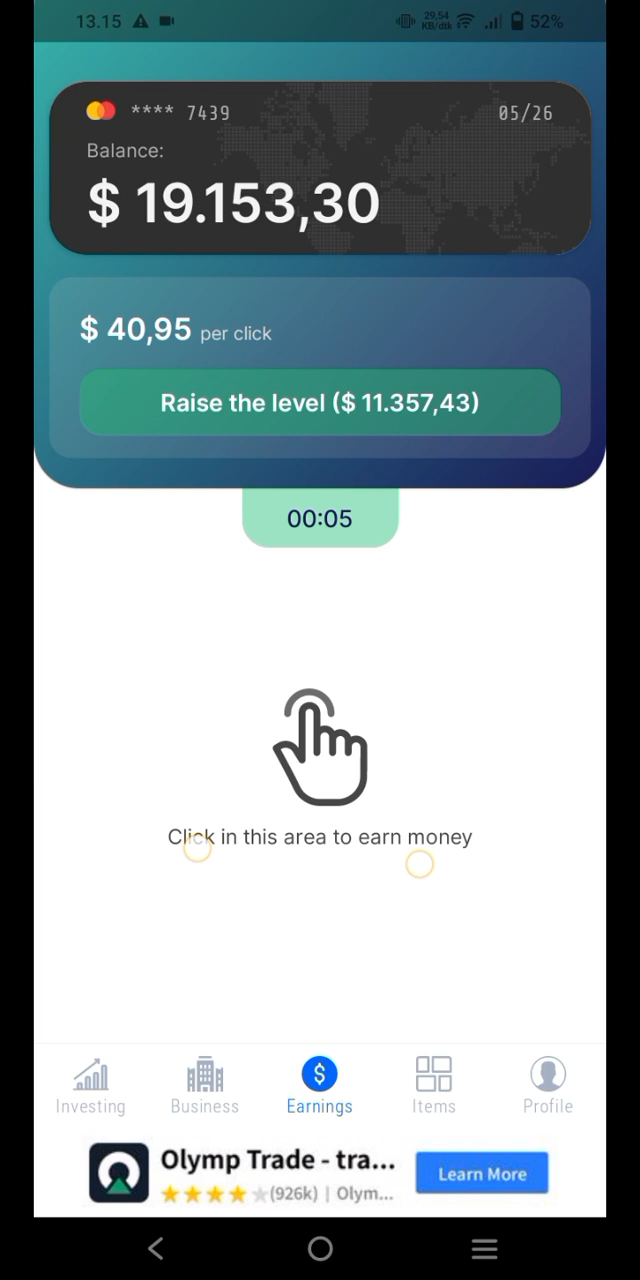 13.15
29,54
KB/dtk
52%
**** 7439
05/26
Balance:
$ 19.153,30
$ 40,95 per click
Raise the level ($ 11.357,43)
00:05
Click in this area to earn money
Investing
Business
Earnings
Items
Profile
Olymp Trade - tra...
(926k) | Olym...
Learn More